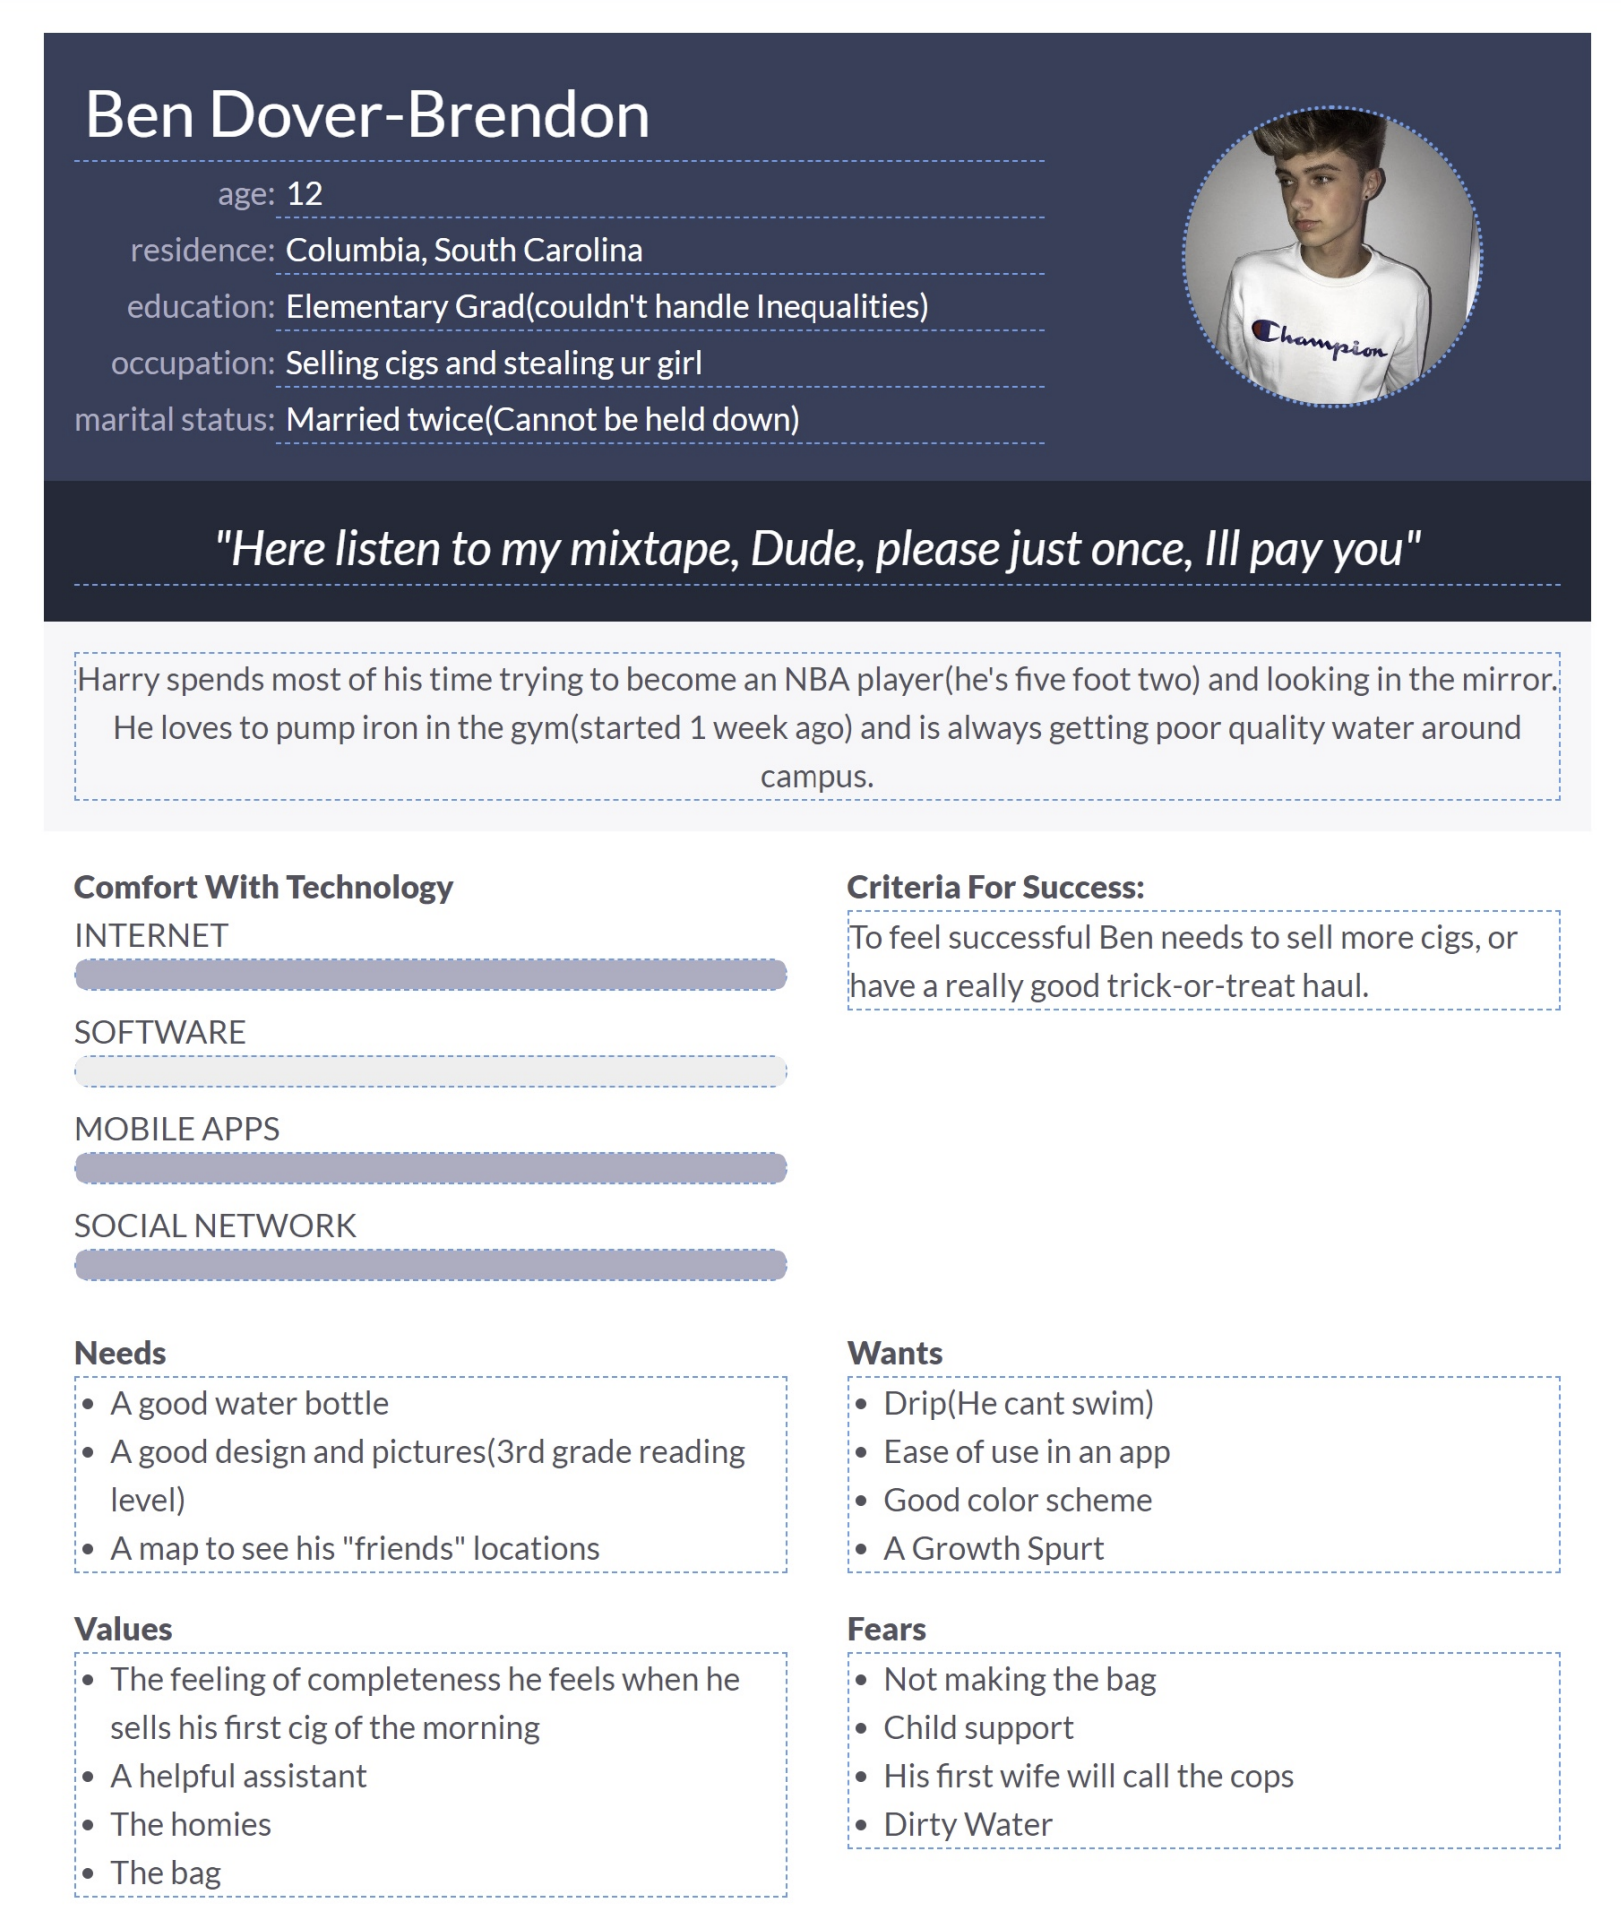 Ben Dover-Brendon
age: 12
residence: Columbia, South Carolina
education: Elementary Grad(couldn't handle Inequalities)
occupation: Selling cigs and stealing ur girl
marital status: Married twice(Cannot be held down)
Champion
"Here listen to my mixtape, Dude, please just once, Ill pay you"
Harry spends most of his time trying to become an NBA player(he's five foot two) and looking in the mirror.
He loves to pump iron in the gym(started 1 week ago) and is always getting poor quality water around
campus.
Comfort With Technology
INTERNET
SOFTWARE
MOBILE APPS
SOCIAL NETWORK
Criteria For Success:
To feel successful Ben needs to sell more cigs, or
have a really good trick-or-treat haul.
Needs
• A good water bottle
• A good design and pictures(3rd grade reading
level)
• A map to see his "friends" locations
Wants
• Drip(He cant swim)
• Ease of use in an app
• Good color scheme
• A Growth Spurt
Values
• The feeling of completeness he feels when he
sells his first cig of the morning
• A helpful assistant
• The homies
• The bag
Fears
• Not making the bag
• Child support
• His first wife will call the cops
• Dirty Water